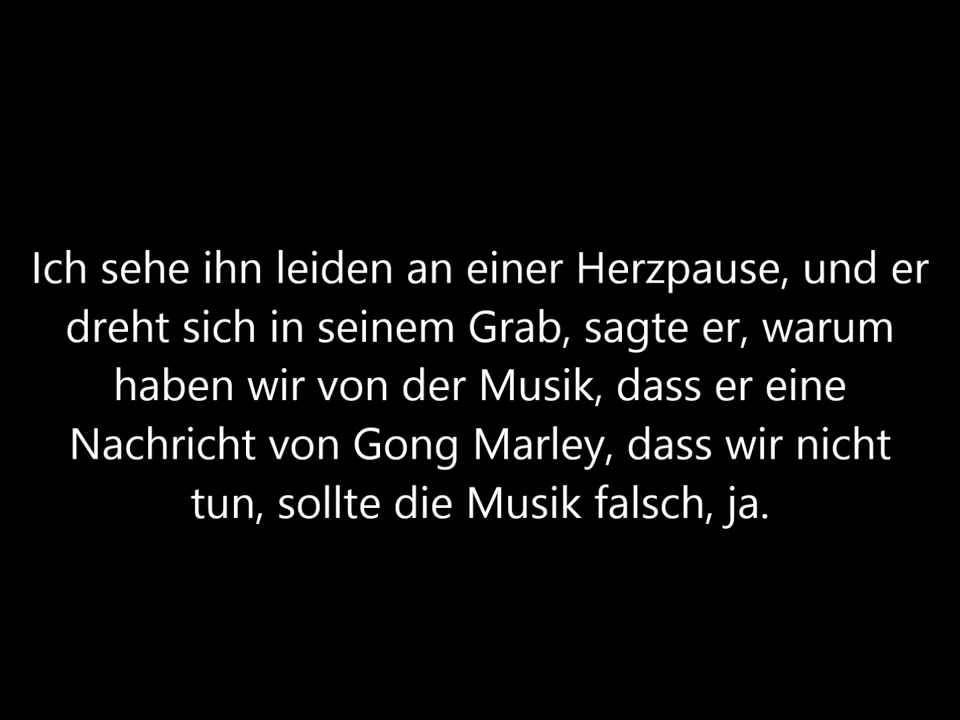 Ich sehe ihn leiden an einer Herzpause, und er
dreht sich in seinem Grab, sagte er, warum
haben wir von der Musik, dass er eine
Nachricht von Gong Marley, dass wir nicht
tun, sollte die Musik falsch, ja.